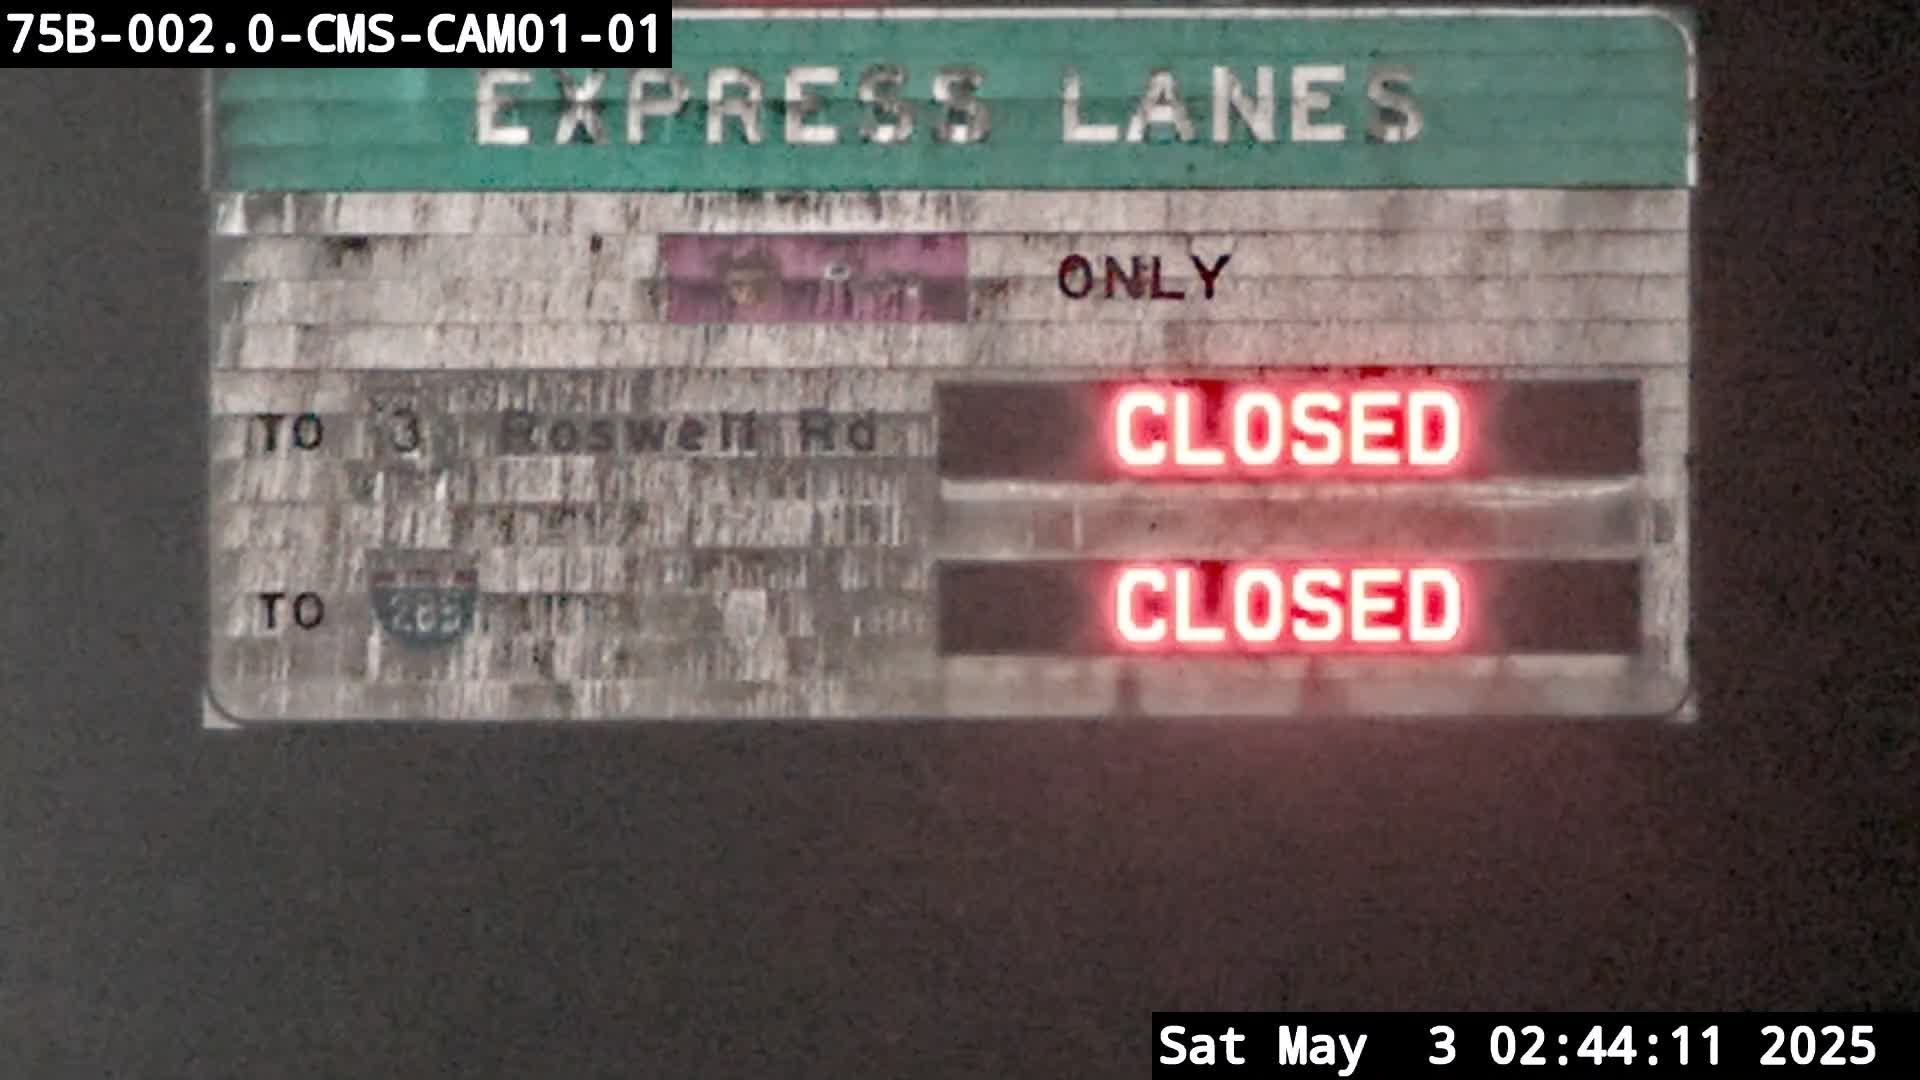 75B-002.0-CMS-CAM01-01
EXPRESS LANES
ONLY
TO 3 Roswell Rd CLOSED
TO 285 CLOSED
Sat May 3 02:44:11 2025